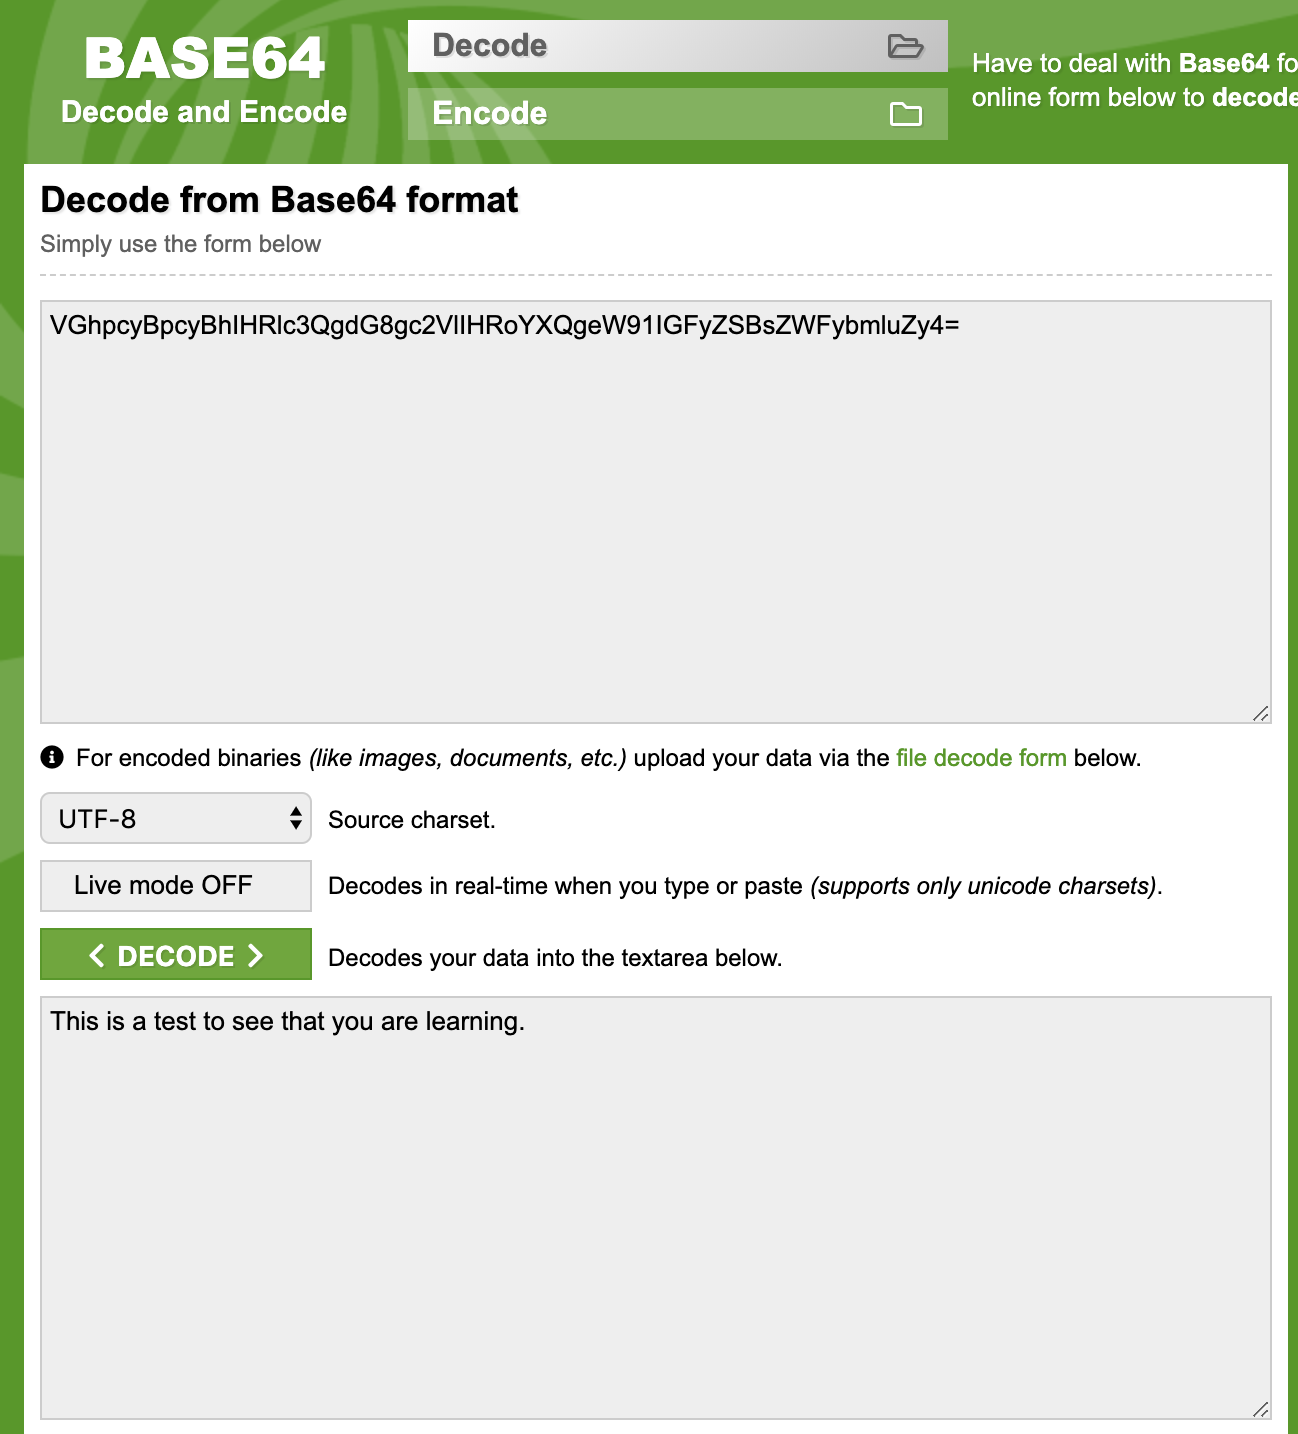 BASE64
Decode and Encode
Decode
Encode
Have to deal with Base64 fo
online form below to decode
Decode from Base64 format
Simply use the form below
VGhpcyBpcyBhIHRlc3QgdG8gc2VlIHRoYXQgeW91IGFyZSBsZWFybmluZy4=
For encoded binaries (like images, documents, etc.) upload your data via the file decode form below.
UTF-8 Source charset.
Live mode OFF Decodes in real-time when you type or paste (supports only unicode charsets).
< DECODE > Decodes your data into the textarea below.
This is a test to see that you are learning.